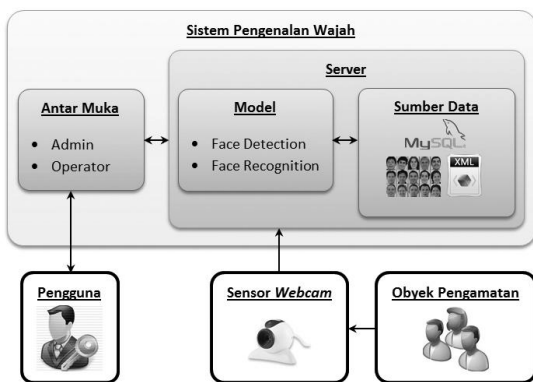 Sistem Pengenalan Wajah
Server
Antar Muka
• Admin
• Operator
Model
• Face Detection
• Face Recognition
Sumber Data
MySQL
XML
Pengguna
Sensor Webcam
Obyek Pengamatan